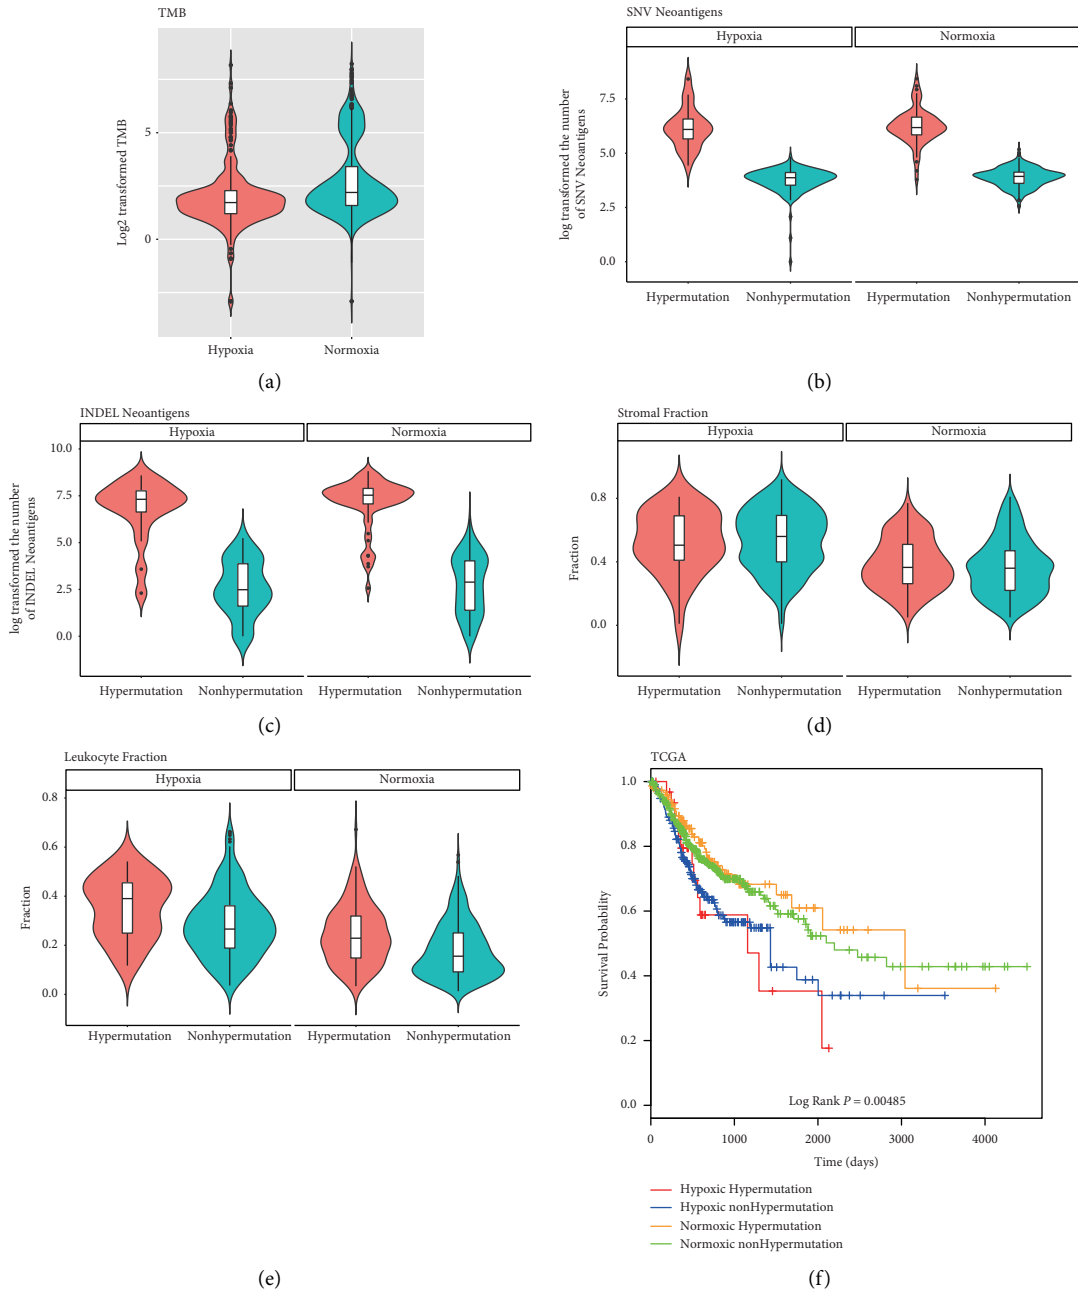 TMB
Log2 transformed TMB
5
0
Hypoxia
Normoxia
(a)
SNV Neoantigens
Hypoxia
Normoxia
log transformed the number
of SNV Neoantigens
7.5
5.0
2.5
0.0
Hypermutation
Nonhypermutation
Hypermutation
Nonhypermutation
(b)
INDEL Neoantigens
Hypoxia
Normoxia
log transformed the number
of INDEL Neoantigens
10.0
7.5
5.0
2.5
0.0
Hypermutation
Nonhypermutation
Hypermutation
Nonhypermutation
(c)
Stromal Fraction
Hypoxia
Normoxia
Fraction
0.8
0.4
0.0
Hypermutation
Nonhypermutation
Hypermutation
Nonhypermutation
(d)
Leukocyte Fraction
Hypoxia
Normoxia
Fraction
0.8
0.6
0.4
0.2
0.0
Hypermutation
Nonhypermutation
Hypermutation
Nonhypermutation
(e)
TCGA
Survival Probability
1.0
0.8
0.6
0.4
0.2
0.0
Log Rank P = 0.00485
0
1000
2000
3000
4000
Time (days)
Hypoxic Hypermutation
Hypoxic nonHypermutation
Normoxic Hypermutation
Normoxic nonHypermutation
(f)